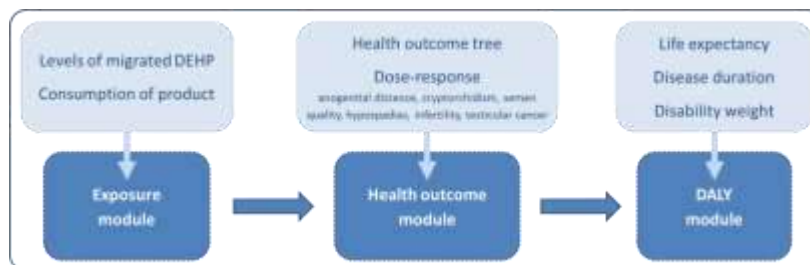 Levels of migrated DEHP
Consumption of product
Health outcome tree
Dose-response
anogenital distance, cryptorchidism, semen
quality, hypospadias, infertility, testicular cancer
Life expectancy
Disease duration
Disability weight
Exposure
module
Health outcome
module
DALY
module